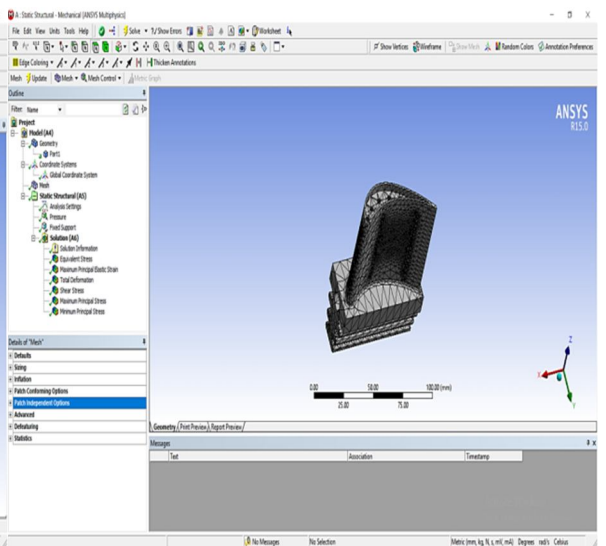 A : Static Structural - Mechanical [ANSYS Multiphysics]
File Edit View Units Tools Help Solve ?/Show Errors Worksheet
Show Vertices Wireframe Show Mesh Random Colors Annotation Preferences
Edge Coloring Thicken Annotations
Mesh Update Mesh Mesh Control Metric Graph
Outline
Filter: Name
Project
Model (A4)
Geometry
Part1
Coordinate Systems
Global Coordinate System
Mesh
Static Structural (A5)
Analysis Settings
Pressure
Fixed Support
Solution (A6)
Solution Information
Equivalent Stress
Maximum Principal Elastic Strain
Total Deformation
Shear Stress
Maximum Principal Stress
Minimum Principal Stress
Details of "Mesh"
Defaults
Sizing
Inflation
Patch Conforming Options
Patch Independent Options
Advanced
Defeaturing
Statistics
ANSYS
R15.0
0.00 50.00 100.00 (mm)
25.00 75.00
Z
X
Y
Geometry Print Preview Report Preview
Messages
Text Association Timestamp
No Messages No Selection Metric (mm, kg, N, s, mV, mA) Degrees rad/s Celsius